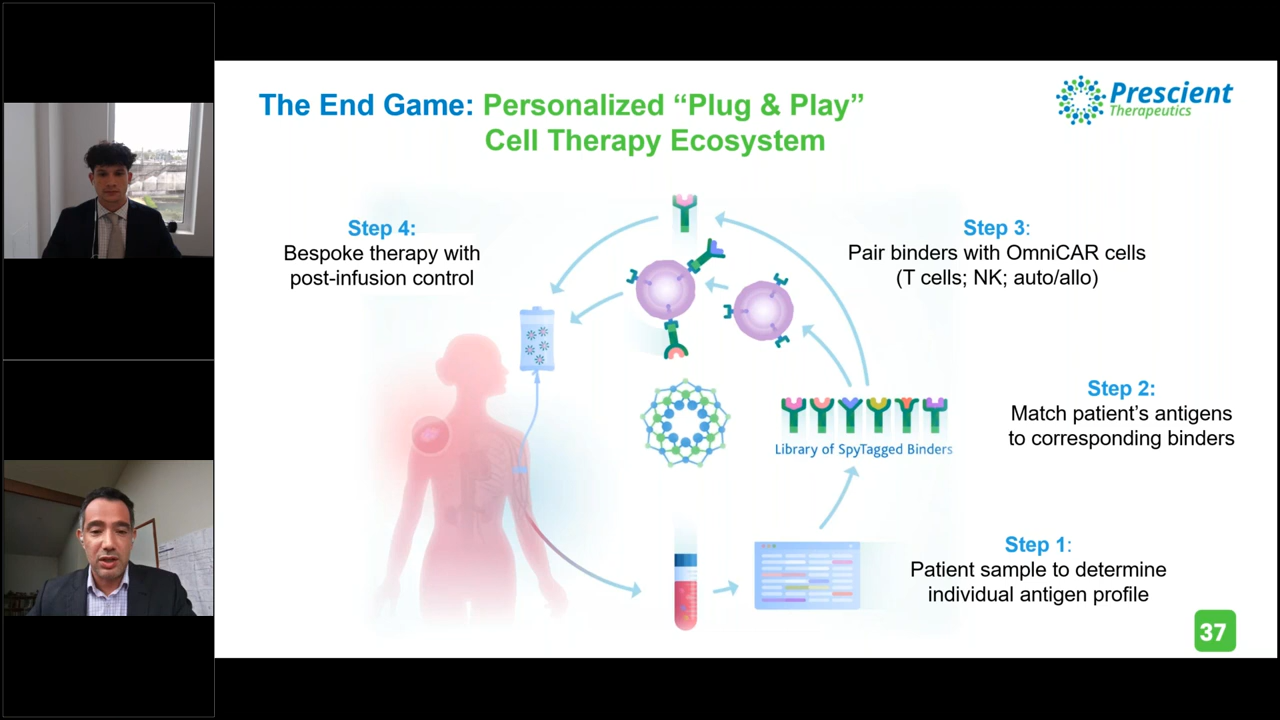 The End Game: Personalized “Plug & Play”
Cell Therapy Ecosystem
Prescient
Therapeutics
Step 4:
Bespoke therapy with
post-infusion control
Step 3:
Pair binders with OmniCAR cells
(T cells; NK; auto/allo)
Step 2:
Match patient’s antigens
to corresponding binders
Library of SpyTagged Binders
Step 1:
Patient sample to determine
individual antigen profile
37